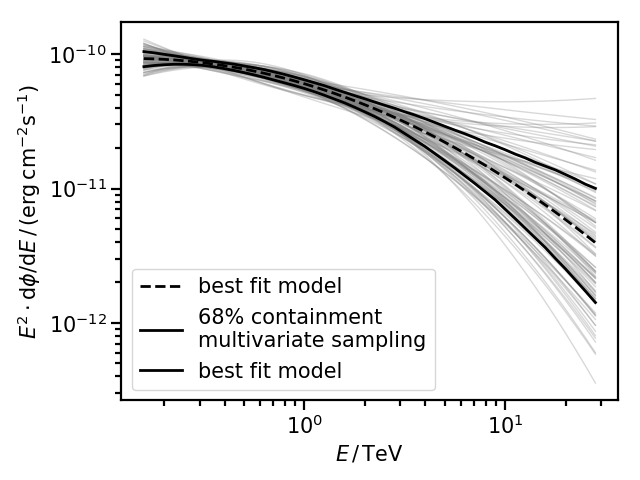 10⁻¹⁰
10⁻¹¹
10⁻¹²
E² · dϕ/dE / (erg cm⁻²s⁻¹)
best fit model
68% containment
multivariate sampling
best fit model
10⁰
10¹
E / TeV